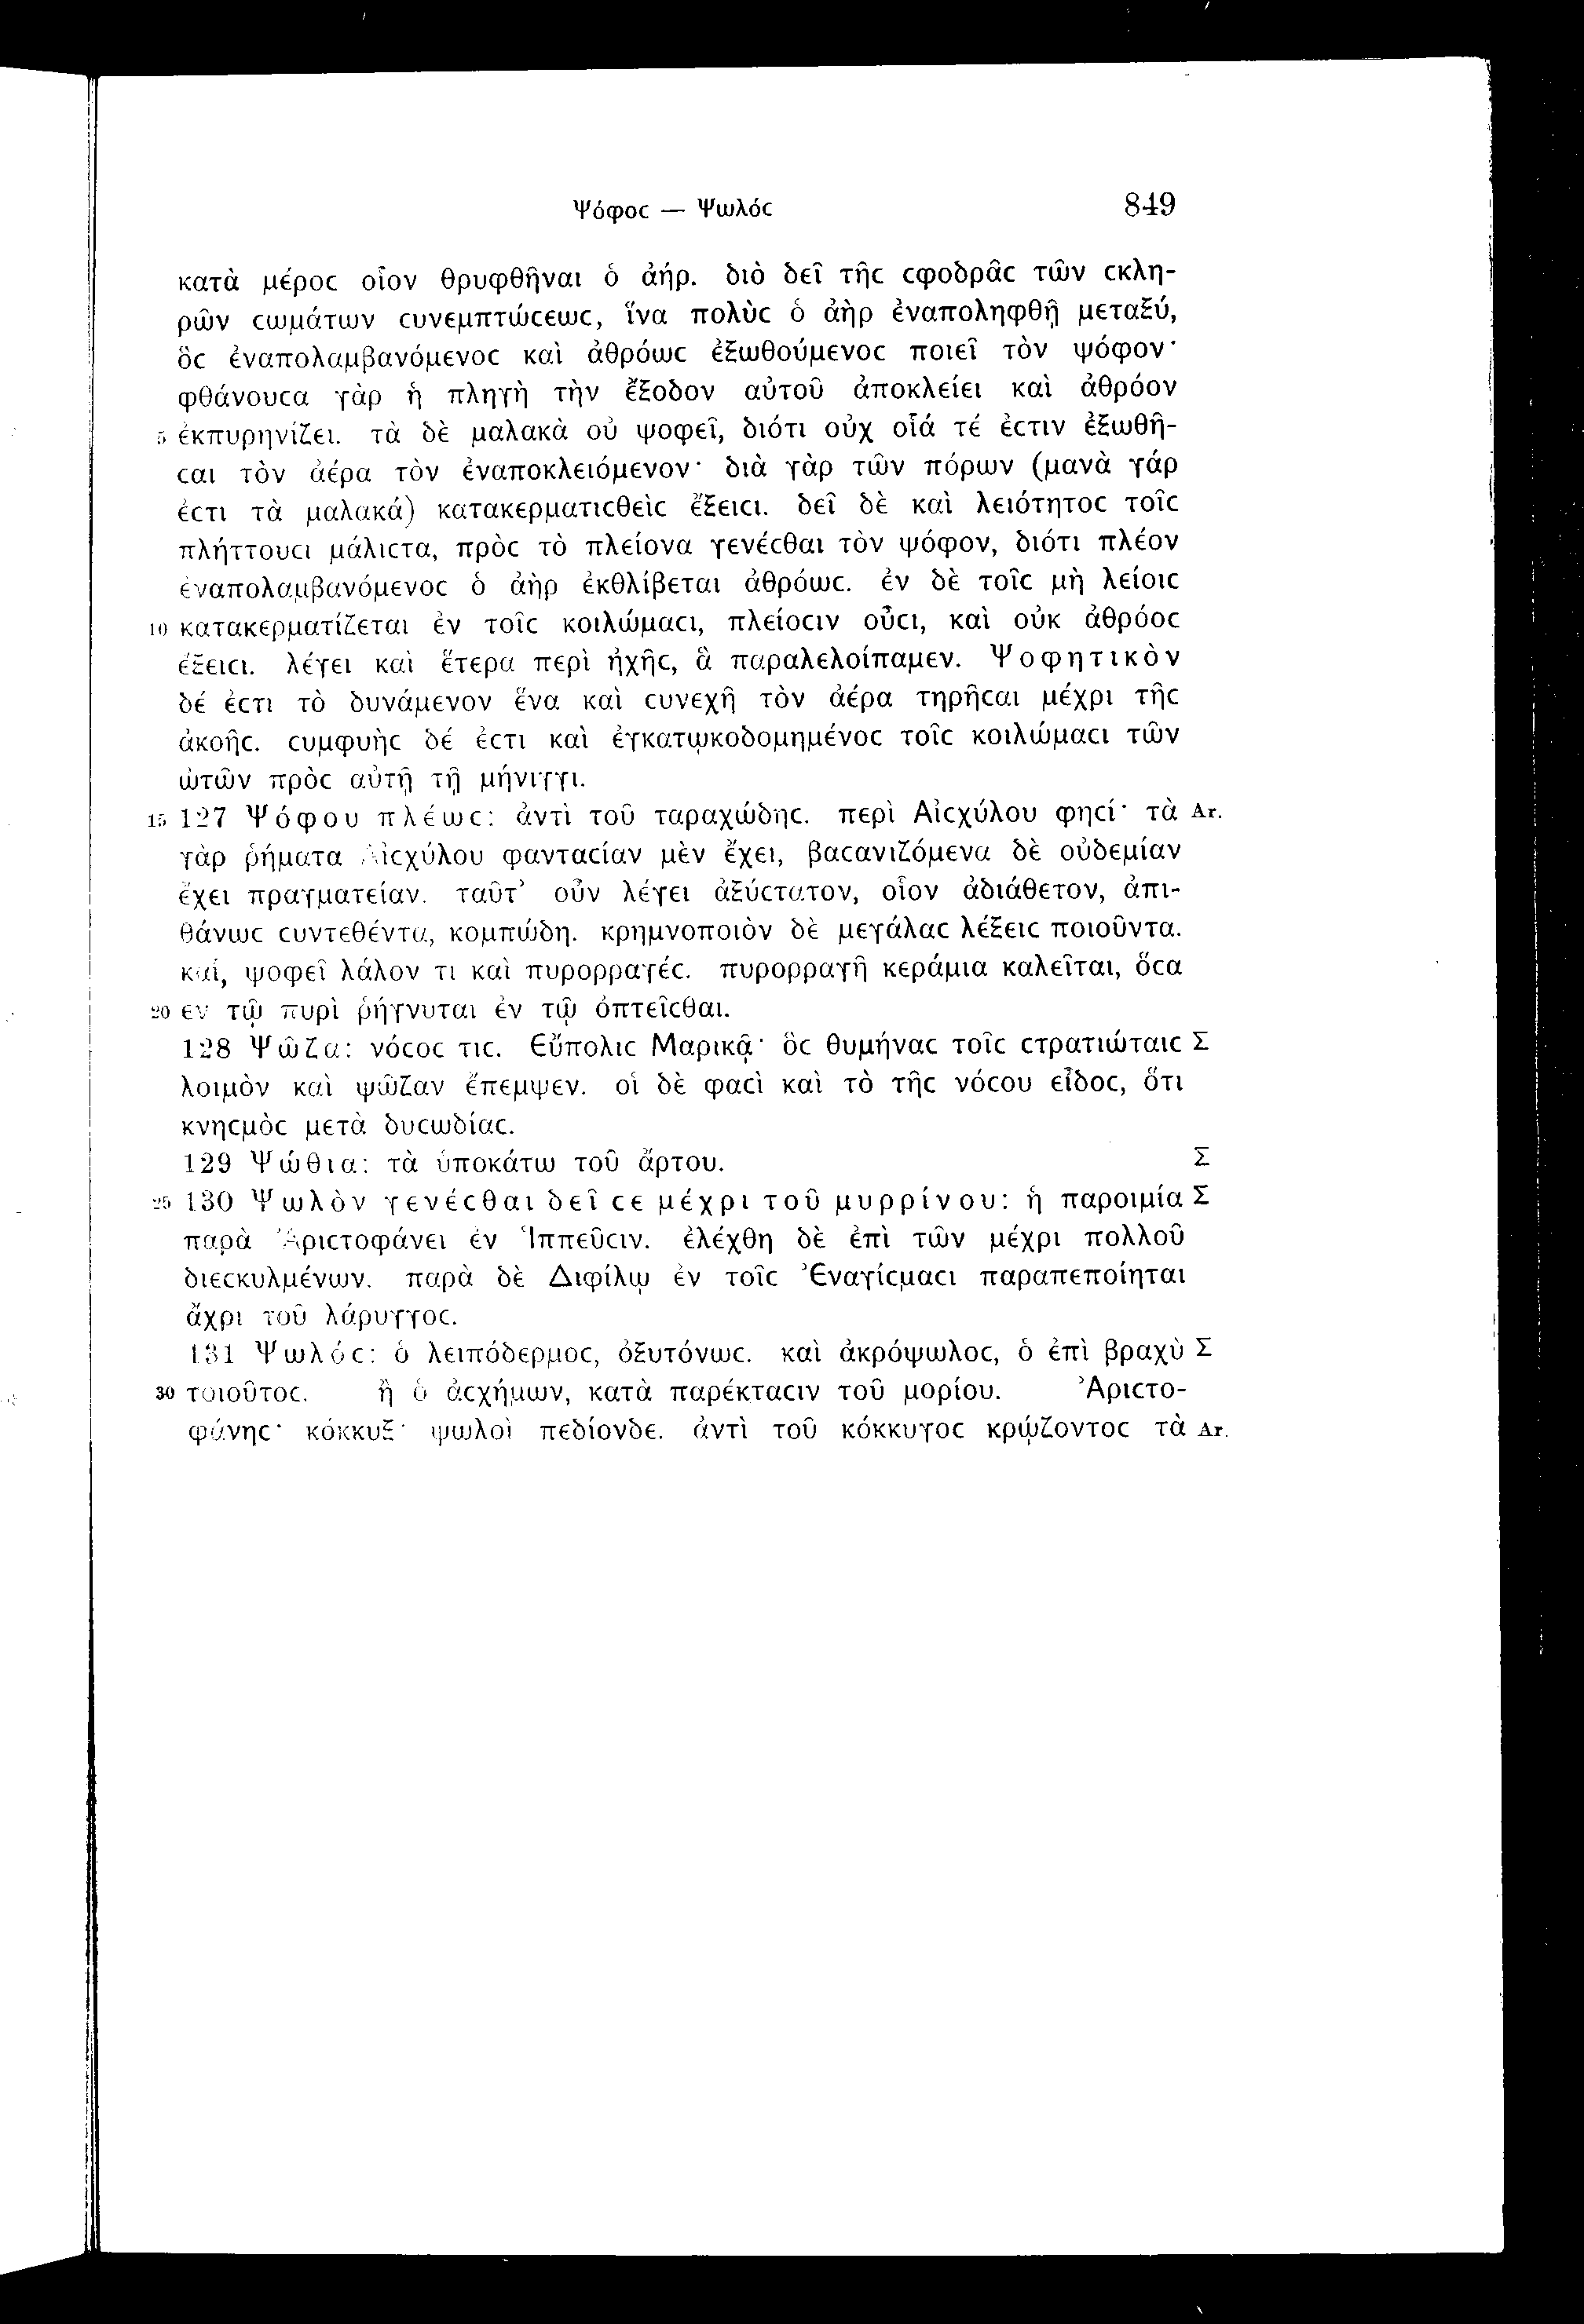 Ψόφοϲ — Ψωλόϲ 849
κατὰ μέροϲ οἷον θρυφθῆναι ὁ ἀήρ. διὸ δεῖ τῆϲ ϲφοδρᾶϲ τῶν ϲκλη-
ρῶν ϲωμάτων ϲυνεμπτώϲεωϲ, ἵνα πολὺϲ ὁ ἀὴρ ἐναποληφθῇ μεταξύ,
ὃϲ ἐναπολαμβανόμενοϲ καὶ ἀθρόωϲ ἐξωθούμενοϲ ποιεῖ τὸν ψόφον·
φθάνουϲα γὰρ ἡ πληγὴ τὴν ἔξοδον αὐτοῦ ἀποκλείει καὶ ἀθρόον
5 ἐκπυρηνίζει. τὰ δὲ μαλακὰ οὐ ψοφεῖ, διότι οὐχ οἷά τέ ἐϲτιν ἐξωθῆ-
ϲαι τὸν ἀέρα τὸν ἐναποκλειόμενον· διὰ γὰρ τῶν πόρων (μανὰ γάρ
ἐϲτι τὰ μαλακά) κατακερματιϲθεὶϲ ἔξειϲι. δεῖ δὲ καὶ λειότητοϲ τοῖϲ
πλήττουϲι μάλιϲτα, πρὸϲ τὸ πλείονα γενέϲθαι τὸν ψόφον, διότι πλέον
ἐναπολαμβανόμενοϲ ὁ ἀὴρ ἐκθλίβεται ἀθρόωϲ. ἐν δὲ τοῖϲ μὴ λείοιϲ
10 κατακερματίζεται ἐν τοῖϲ κοιλώμαϲι, πλείοϲιν οὖϲι, καὶ οὐκ ἀθρόοϲ
ἔξειϲι. λέγει καὶ ἕτερα περὶ ἠχῆϲ, ἃ παραλελοίπαμεν. Ψοφητικὸν
δέ ἐϲτι τὸ δυνάμενον ἕνα καὶ ϲυνεχῆ τὸν ἀέρα τηρῆϲαι μέχρι τῆϲ
ἀκοῆϲ. ϲυμφυὴϲ δέ ἐϲτι καὶ ἐγκατῳκοδομημένοϲ τοῖϲ κοιλώμαϲι τῶν
ὠτῶν πρὸϲ αὐτῇ τῇ μήνιγγι.
15 127 Ψόφου πλέωϲ: ἀντὶ τοῦ ταραχώδηϲ. περὶ Αἰϲχύλου φηϲί· τὰ Ar.
γὰρ ῥήματα Αἰϲχύλου φανταϲίαν μὲν ἔχει, βαϲανιζόμενα δὲ οὐδεμίαν
ἔχει πραγματείαν. ταῦτ’ οὖν λέγει ἀξύϲτατον, οἷον ἀδιάθετον, ἀπι-
θάνωϲ ϲυντεθέντα, κομπώδη. κρημνοποιὸν δὲ μεγάλαϲ λέξειϲ ποιοῦντα.
καί, ψοφεῖ λάλον τι καὶ πυρορραγέϲ. πυρορραγῆ κεράμια καλεῖται, ὅϲα
20 ἐν τῷ πυρὶ ῥήγνυται ἐν τῷ ὀπτεῖϲθαι.
128 Ψῶζα: νόϲοϲ τιϲ. Εὔπολιϲ Μαρικᾷ· ὃϲ θυμήναϲ τοῖϲ ϲτρατιώταιϲ Σ
λοιμὸν καὶ ψῶζαν ἔπεμψεν. οἱ δὲ φαϲὶ καὶ τὸ τῆϲ νόϲου εἶδοϲ, ὅτι
κνηϲμὸϲ μετὰ δυϲωδίαϲ.
129 Ψώθια: τὰ ὑποκάτω τοῦ ἄρτου. Σ
25 130 Ψωλὸν γενέϲθαι δεῖ ϲε μέχρι τοῦ μυρρίνου: ἡ παροιμία Σ
παρὰ Ἀριϲτοφάνει ἐν Ἱππεῦϲιν. ἐλέχθη δὲ ἐπὶ τῶν μέχρι πολλοῦ
διεϲκυλμένων. παρὰ δὲ Διφίλῳ ἐν τοῖϲ Ἐναγίϲμαϲι παραπεποίηται
ἄχρι τοῦ λάρυγγοϲ.
131 Ψωλόϲ: ὁ λειπόδερμοϲ, ὀξυτόνωϲ. καὶ ἀκρόψωλοϲ, ὁ ἐπὶ βραχὺ Σ
30 τοιοῦτοϲ. ἢ ὁ ἀϲχήμων, κατὰ παρέκταϲιν τοῦ μορίου. Ἀριϲτο-
φάνηϲ· κόκκυξ· ψωλοὶ πεδίονδε. ἀντὶ τοῦ κόκκυγοϲ κρῴζοντοϲ τὰ Ar.